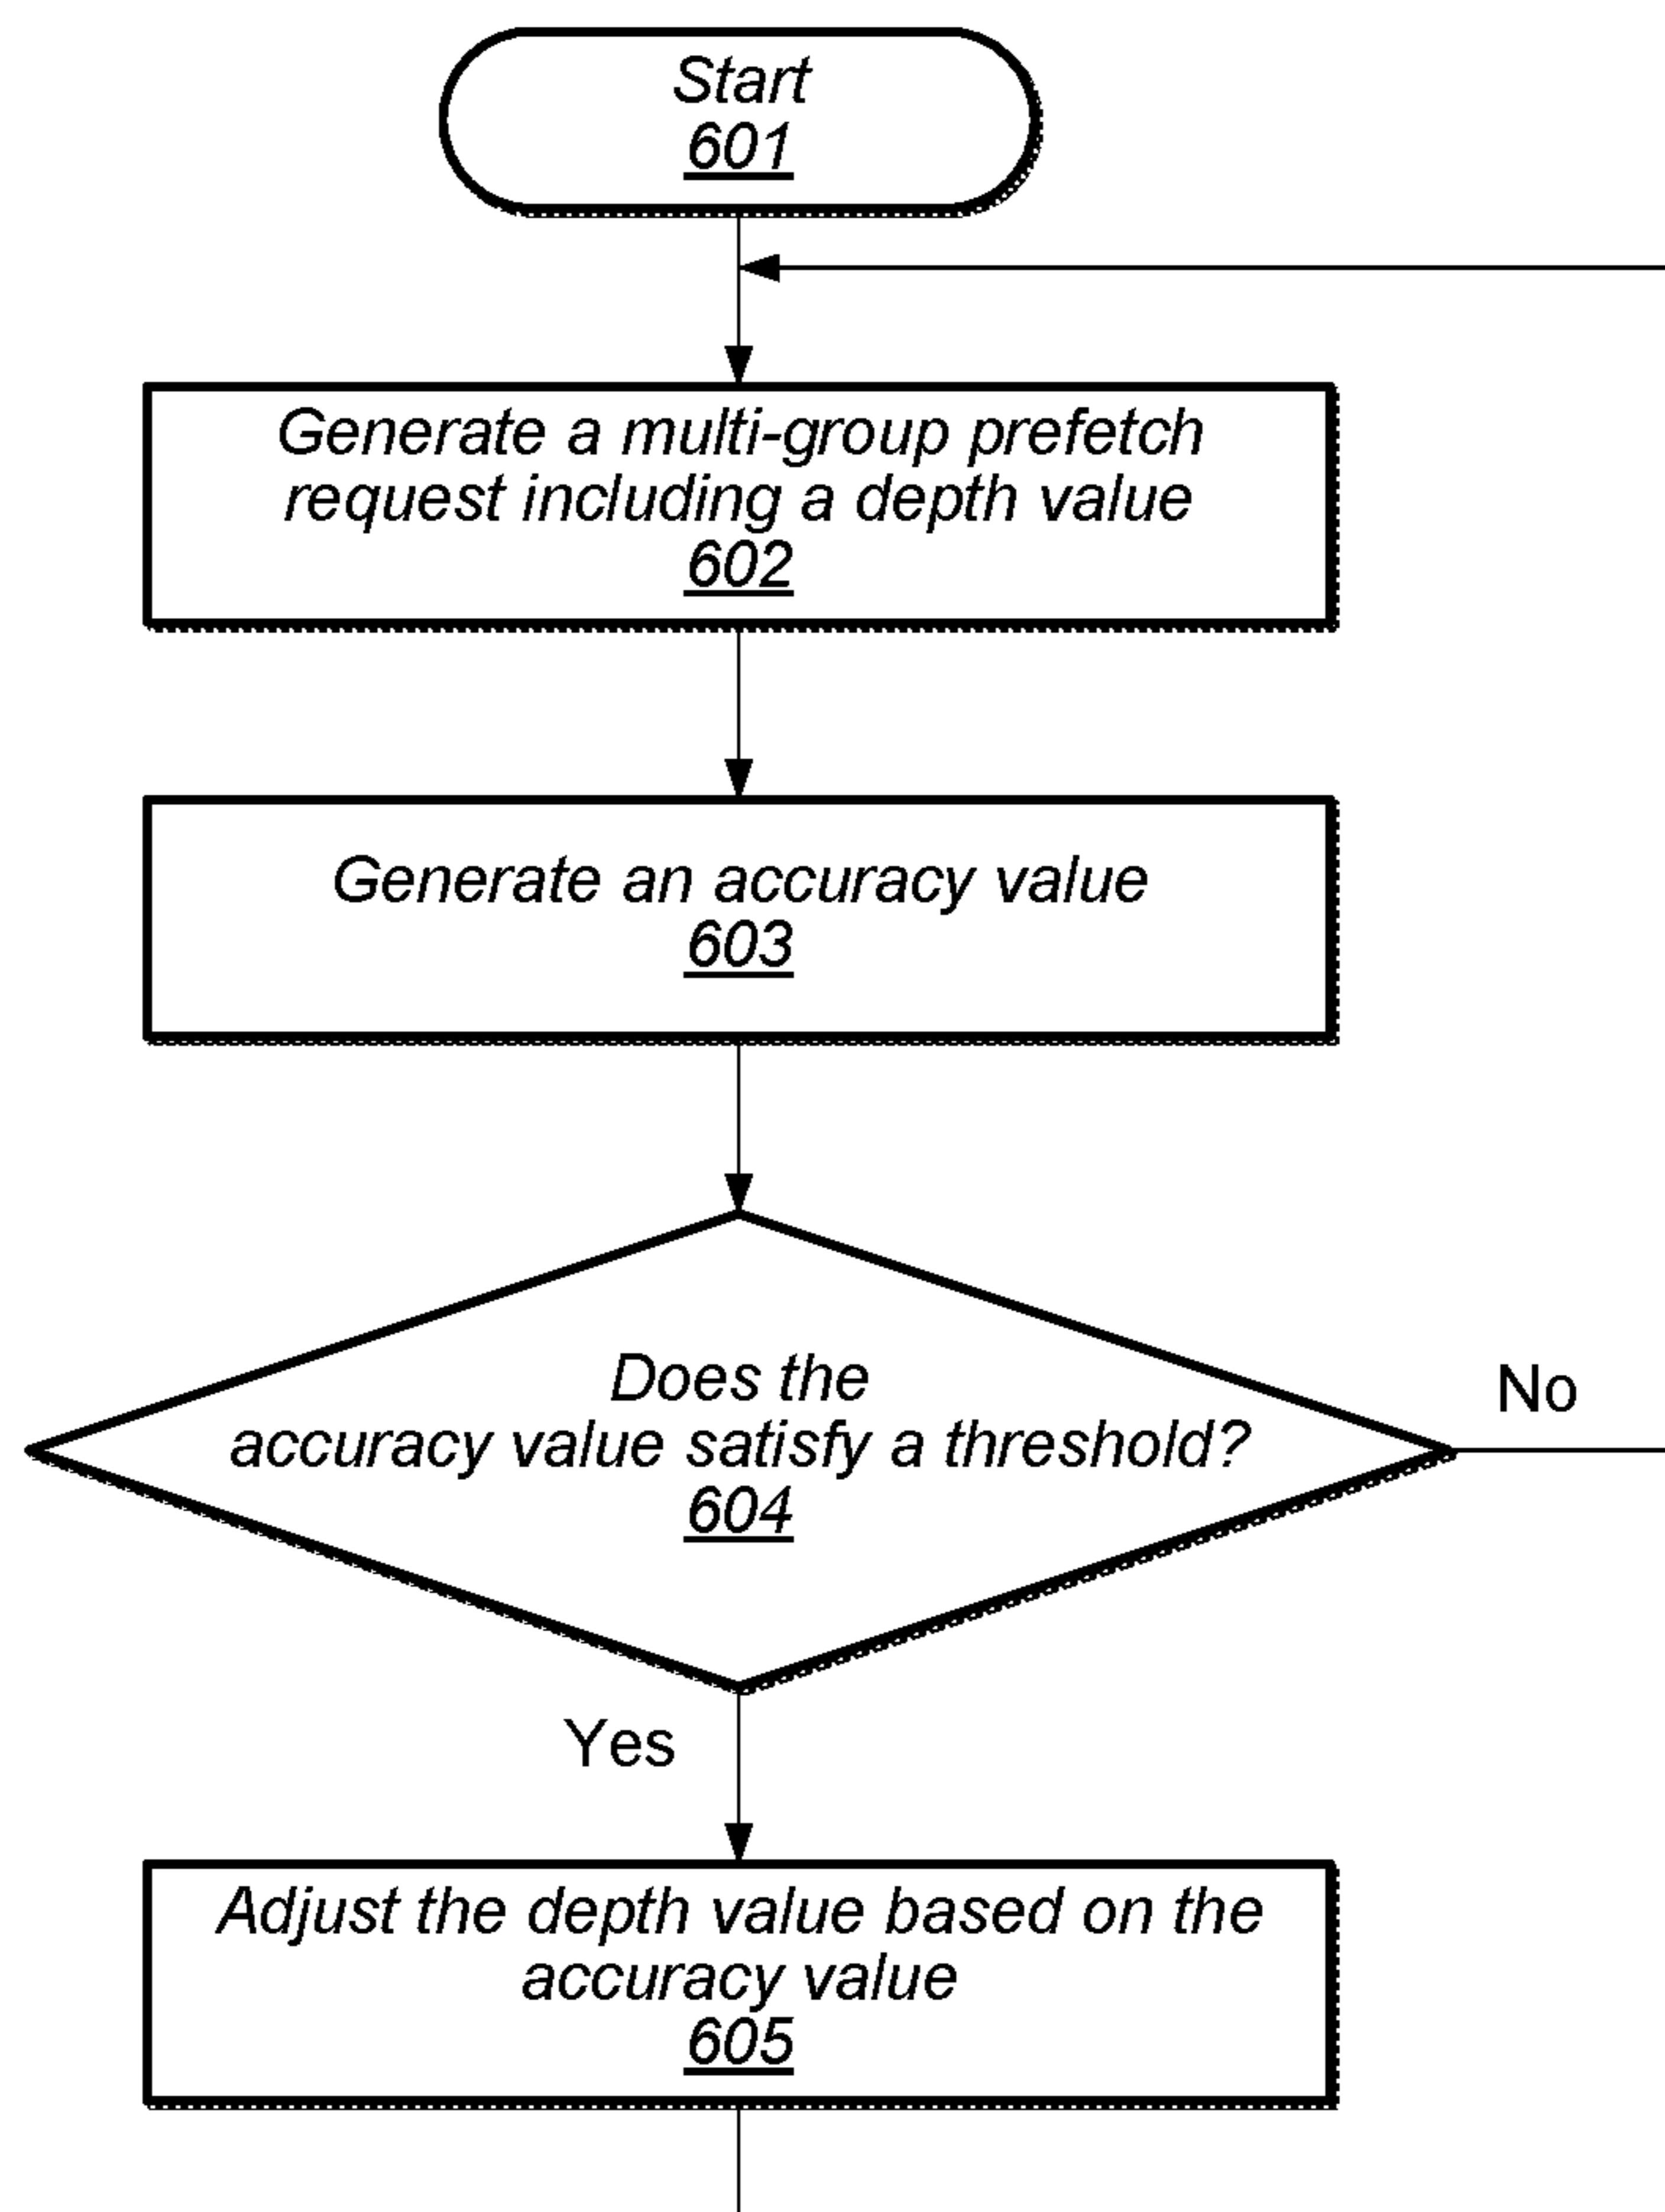 Start
601
Generate a multi-group prefetch
request including a depth value
602
Generate an accuracy value
603
Does the
accuracy value satisfy a threshold?
604
No
Yes
Adjust the depth value based on the
accuracy value
605